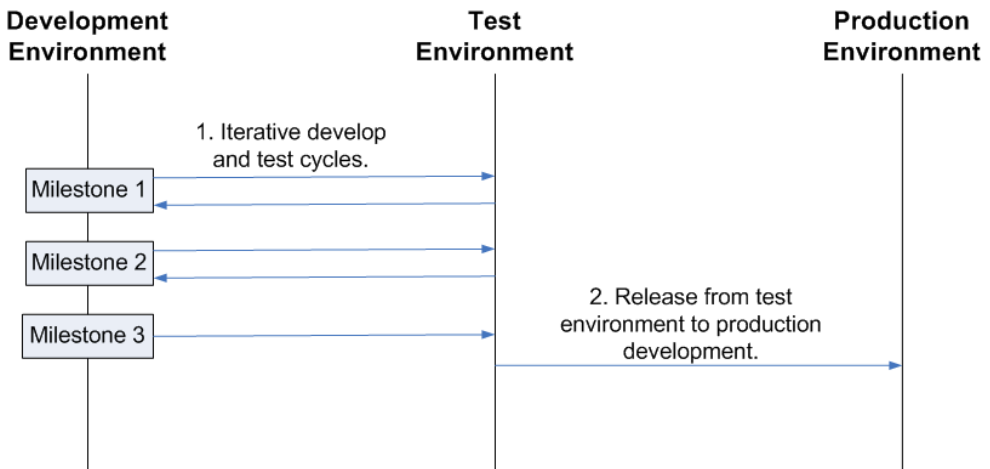 Development
Environment
Test
Environment
Production
Environment
1. Iterative develop
and test cycles.
Milestone 1
Milestone 2
Milestone 3
2. Release from test
environment to production
development.